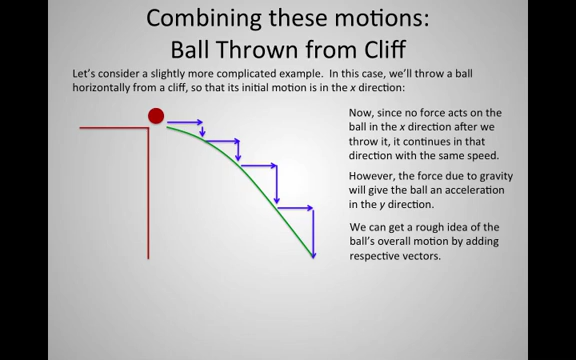 Combining these motions:
Ball Thrown from Cliff
Let's consider a slightly more complicated example. In this case, we'll throw a ball
horizontally from a cliff, so that its initial motion is in the x direction:
Now, since no force acts on the
ball in the x direction after we
throw it, it continues in that
direction with the same speed.
However, the force due to gravity
will give the ball an acceleration
in the y direction.
We can get a rough idea of the
ball's overall motion by adding
respective vectors.